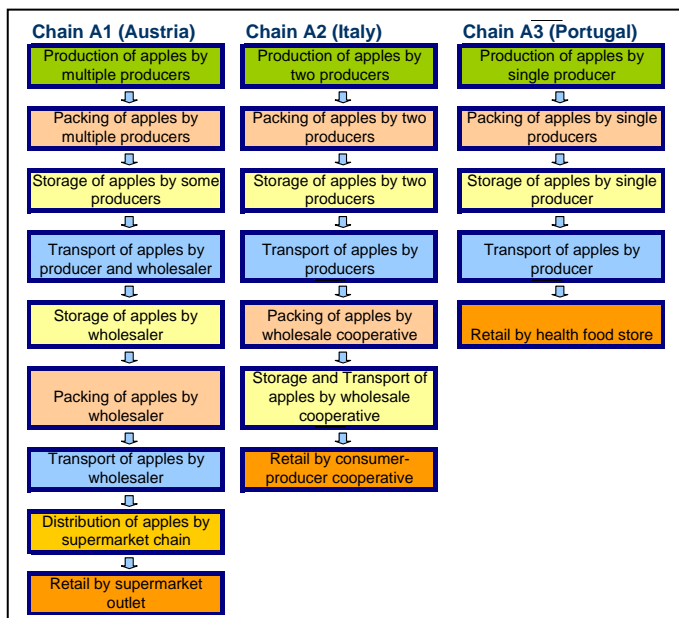 Chain A1 (Austria)
Production of apples by
multiple producers
Packing of apples by
multiple producers
Storage of apples by some
producers
Transport of apples by
producer and wholesaler
Storage of apples by
wholesaler
Packing of apples by
wholesaler
Transport of apples by
wholesaler
Distribution of apples by
supermarket chain
Retail by supermarket
outlet
Chain A2 (Italy)
Production of apples by
two producers
Packing of apples by two
producers
Storage of apples by two
producers
Transport of apples by
producers
Packing of apples by
wholesale cooperative
Storage and Transport of
apples by wholesale
cooperative
Retail by consumer-
producer cooperative
Chain A3 (Portugal)
Production of apples by
single producer
Packing of apples by single
producers
Storage of apples by single
producer
Transport of apples by
producer
Retail by health food store